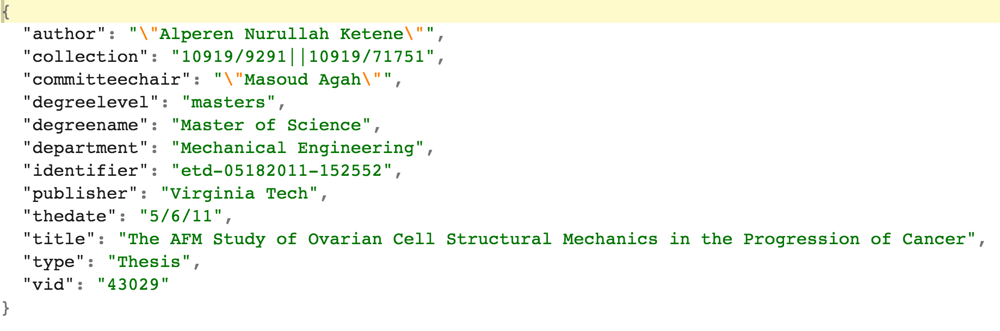 {
"author": "\"Alperen Nurullah Ketene\"",
"collection": "10919/9291||10919/71751",
"committeechair": "\"Masoud Agah\"",
"degreelevel": "masters",
"degreename": "Master of Science",
"department": "Mechanical Engineering",
"identifier": "etd-05182011-152552",
"publisher": "Virginia Tech",
"thedate": "5/6/11",
"title": "The AFM Study of Ovarian Cell Structural Mechanics in the Progression of Cancer",
"type": "Thesis",
"vid": "43029"
}